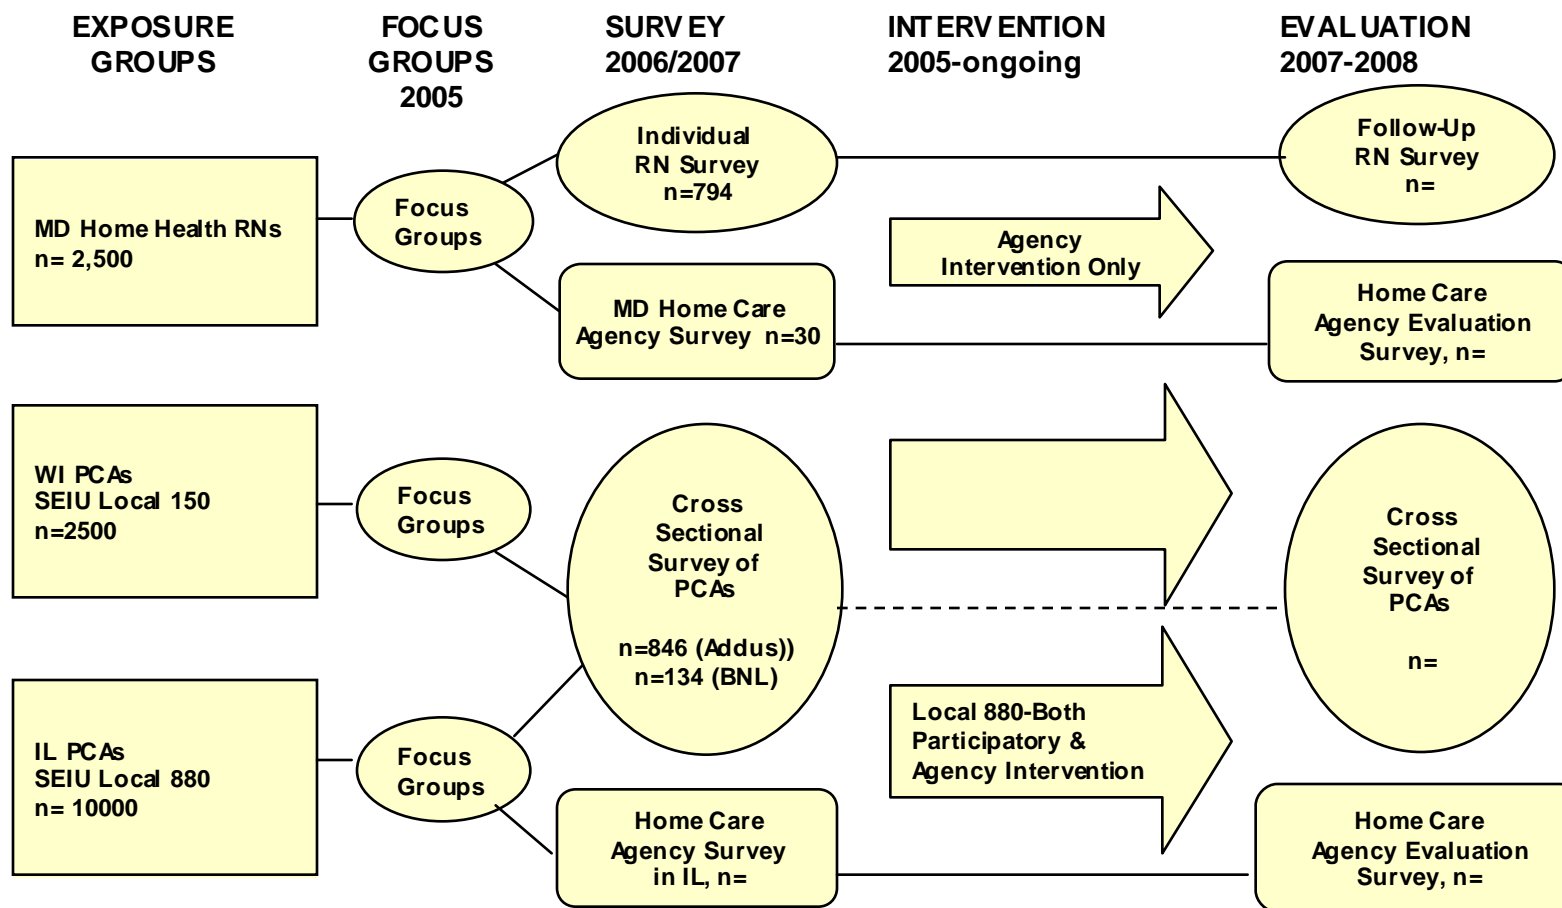 EXPOSURE
GROUPS
FOCUS
GROUPS
2005
SURVEY
2006/2007
INTERVENTION
2005-ongoing
EVALUATION
2007-2008
MD Home Health RNs
n= 2,500
Focus
Groups
Individual
RN Survey
n=794
MD Home Care
Agency Survey n=30
Agency
Intervention Only
Follow-Up
RN Survey
n=
Home Care
Agency Evaluation
Survey, n=
WI PCAs
SEIU Local 150
n=2500
Focus
Groups
Cross
Sectional
Survey of
PCAs
n=846 (Addus))
n=134 (BNL)
Cross
Sectional
Survey of
PCAs
n=
IL PCAs
SEIU Local 880
n= 10000
Focus
Groups
Home Care
Agency Survey
in IL, n=
Local 880-Both
Participatory &
Agency Intervention
Home Care
Agency Evaluation
Survey, n=